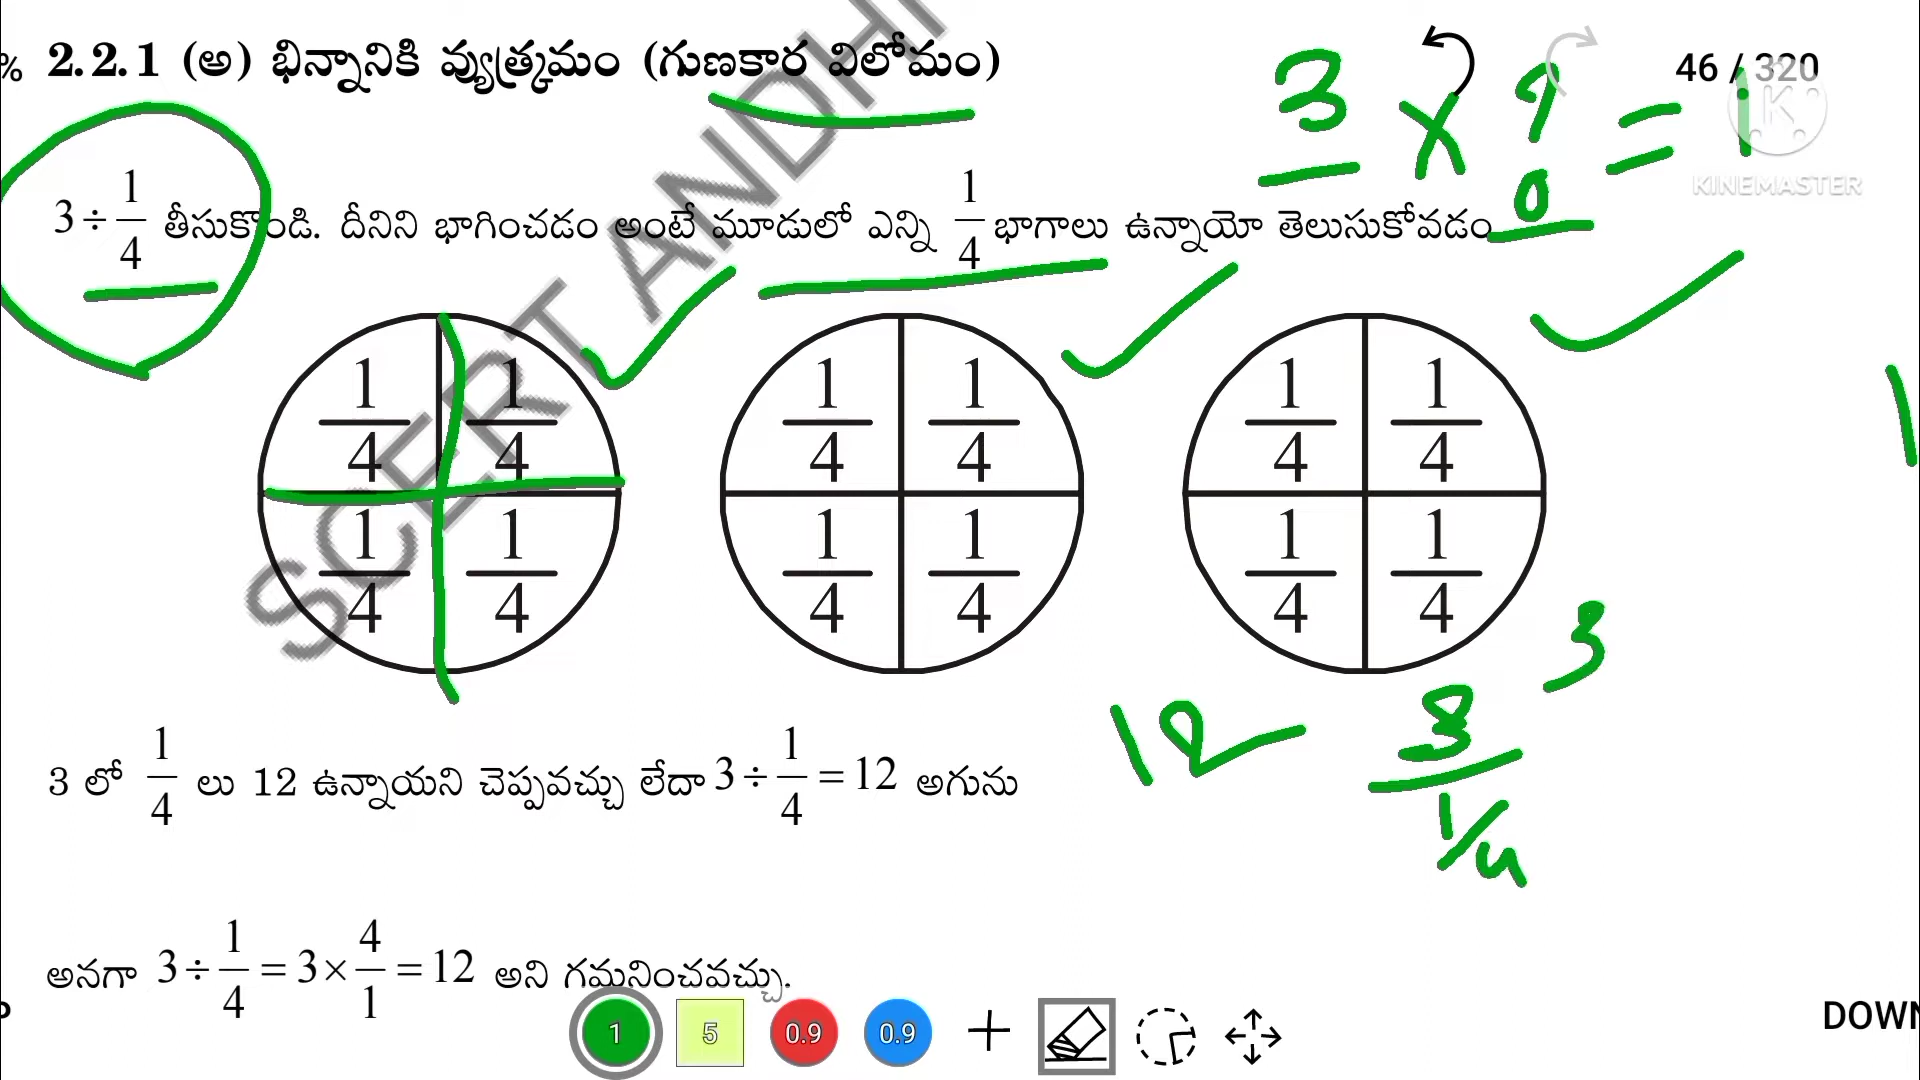 % 2.2.1 (అ) భిన్నానికి వ్యుత్క్రమం (గుణకార విలోమం)
3 × = 1
46 / 320
KINEMASTER
3 ÷ 1/4 తీసుకొండి. దీనిని భాగించడం అంటే మూడులో ఎన్ని 1/4 భాగాలు ఉన్నాయో తెలుసుకోవడం
SCERT ANDH
1/4 1/4 1/4 1/4 1/4 1/4
1/4 1/4 1/4 1/4 1/4 1/4
3
12 3
1/4
3 లో 1/4 లు 12 ఉన్నాయని చెప్పవచ్చు లేదా 3 ÷ 1/4 = 12 అగును
అనగా 3 ÷ 1/4 = 3 × 4/1 = 12 అని గమనించవచ్చు.
1 5 0.9 0.9
DOWN